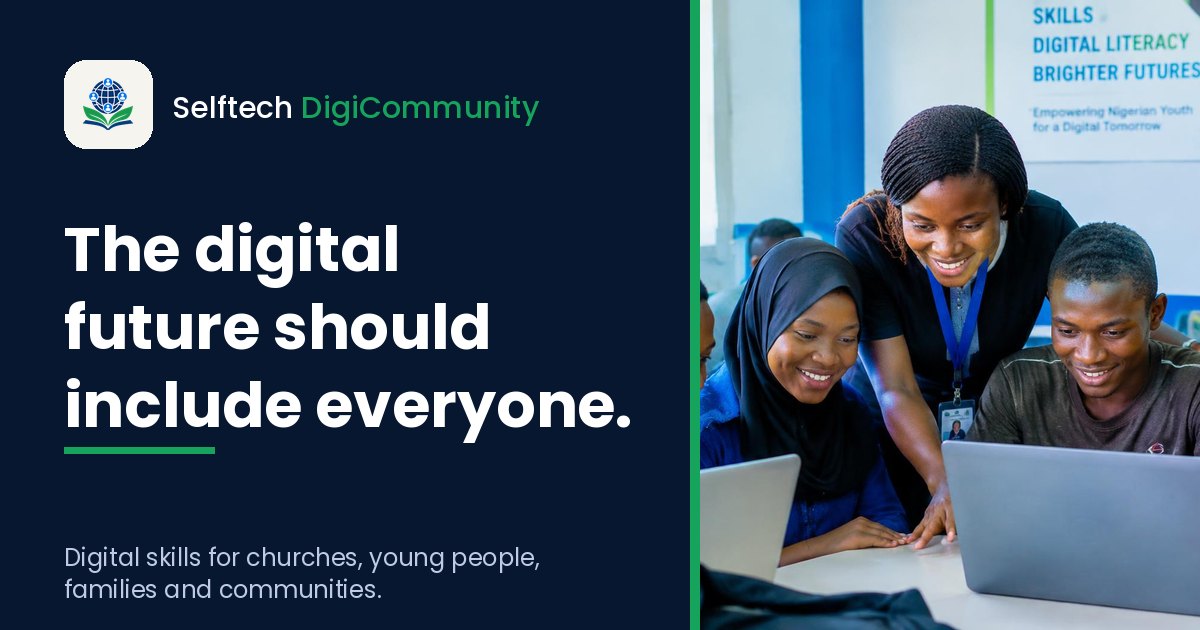 Selftech DigiCommunity
The digital
future should
include everyone.
Digital skills for churches, young people,
families and communities.
SKILLS
DIGITAL LITERACY
BRIGHTER FUTURES
Empowering Nigerian Youth
for a Digital Tomorrow